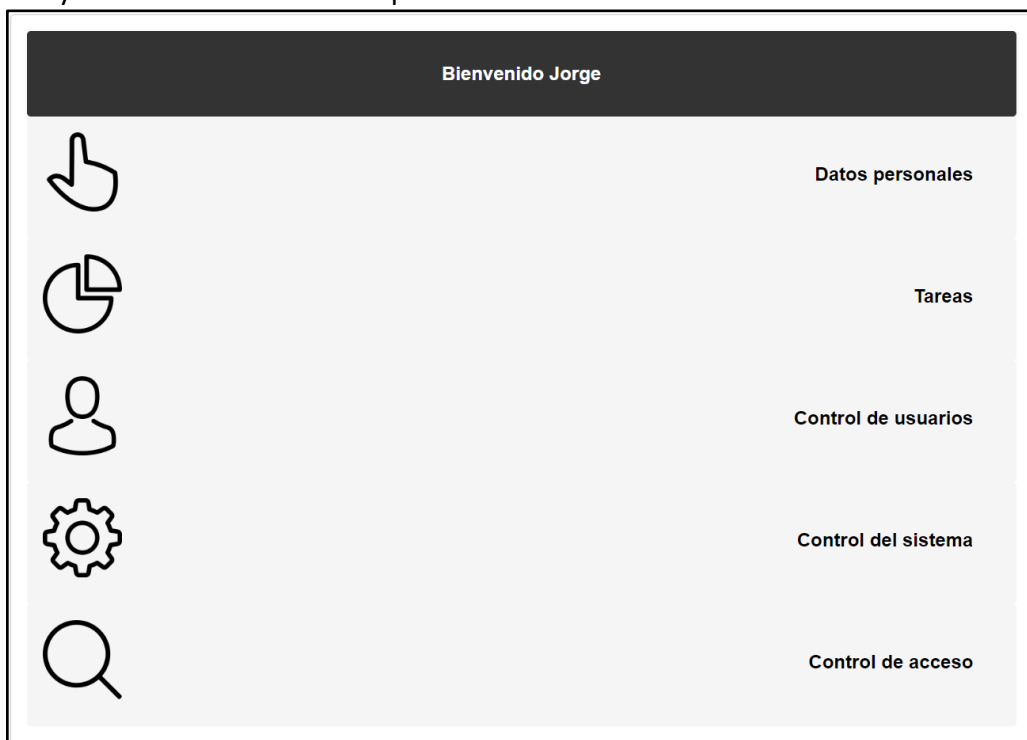 Bienvenido Jorge
Datos personales
Tareas
Control de usuarios
Control del sistema
Control de acceso